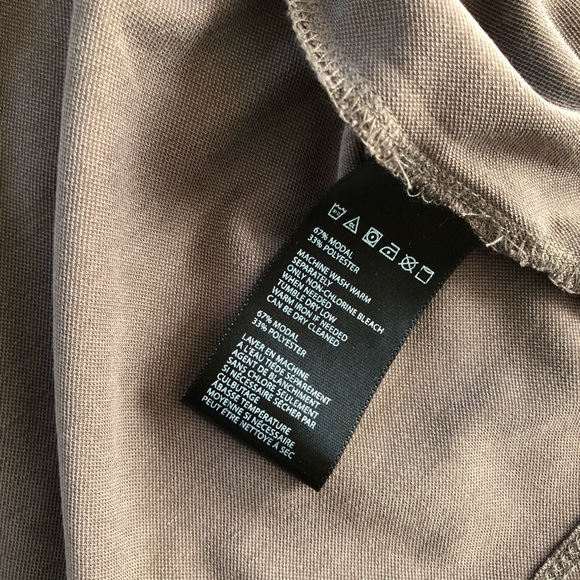 67% MODAL
33% POLYESTER
MACHINE WASH WARM
SEPARATELY
ONLY NON-CHLORINE BLEACH
WHEN NEEDED
TUMBLE DRY LOW
WARM IRON IF NEEDED
CAN BE DRY CLEANED
67% MODAL
33% POLYESTER
LAVER EN MACHINE
A L'EAU TIÈDE SÉPARÉMENT
AGENT DE BLANCHIMENT
SANS CHLORE SEULEMENT
SI NÉCESSAIRE SÉCHER PAR
CULBUTAGE
ABASSE TEMPÉRATURE
MOYENNE SI NÉCESSAIRE
PEUT ÊTRE NETTOYÉ A SEC